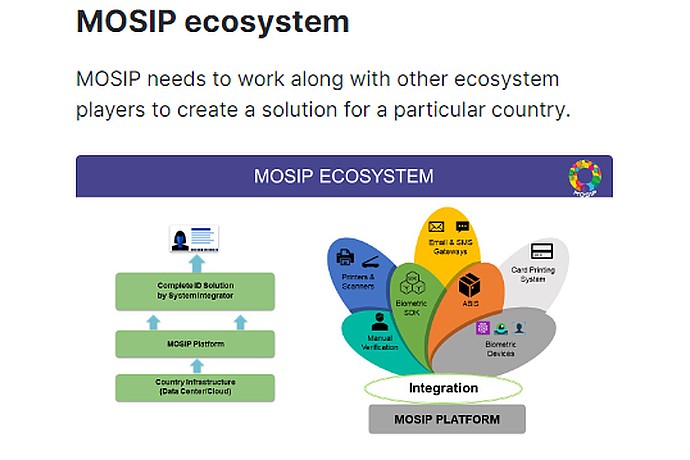 MOSIP ecosystem
MOSIP needs to work along with other ecosystem
players to create a solution for a particular country.
MOSIP ECOSYSTEM
MOSIP
Complete ID Solution
by System Integrator
MOSIP Platform
Country Infrastructure
(Data Center/Cloud)
Email & SMS
Gateways
Printers &
Scanners
Card Printing
System
SDK
Biometric
SDK
ABIS
Manual
Verification
Biometric
Devices
Integration
MOSIP PLATFORM